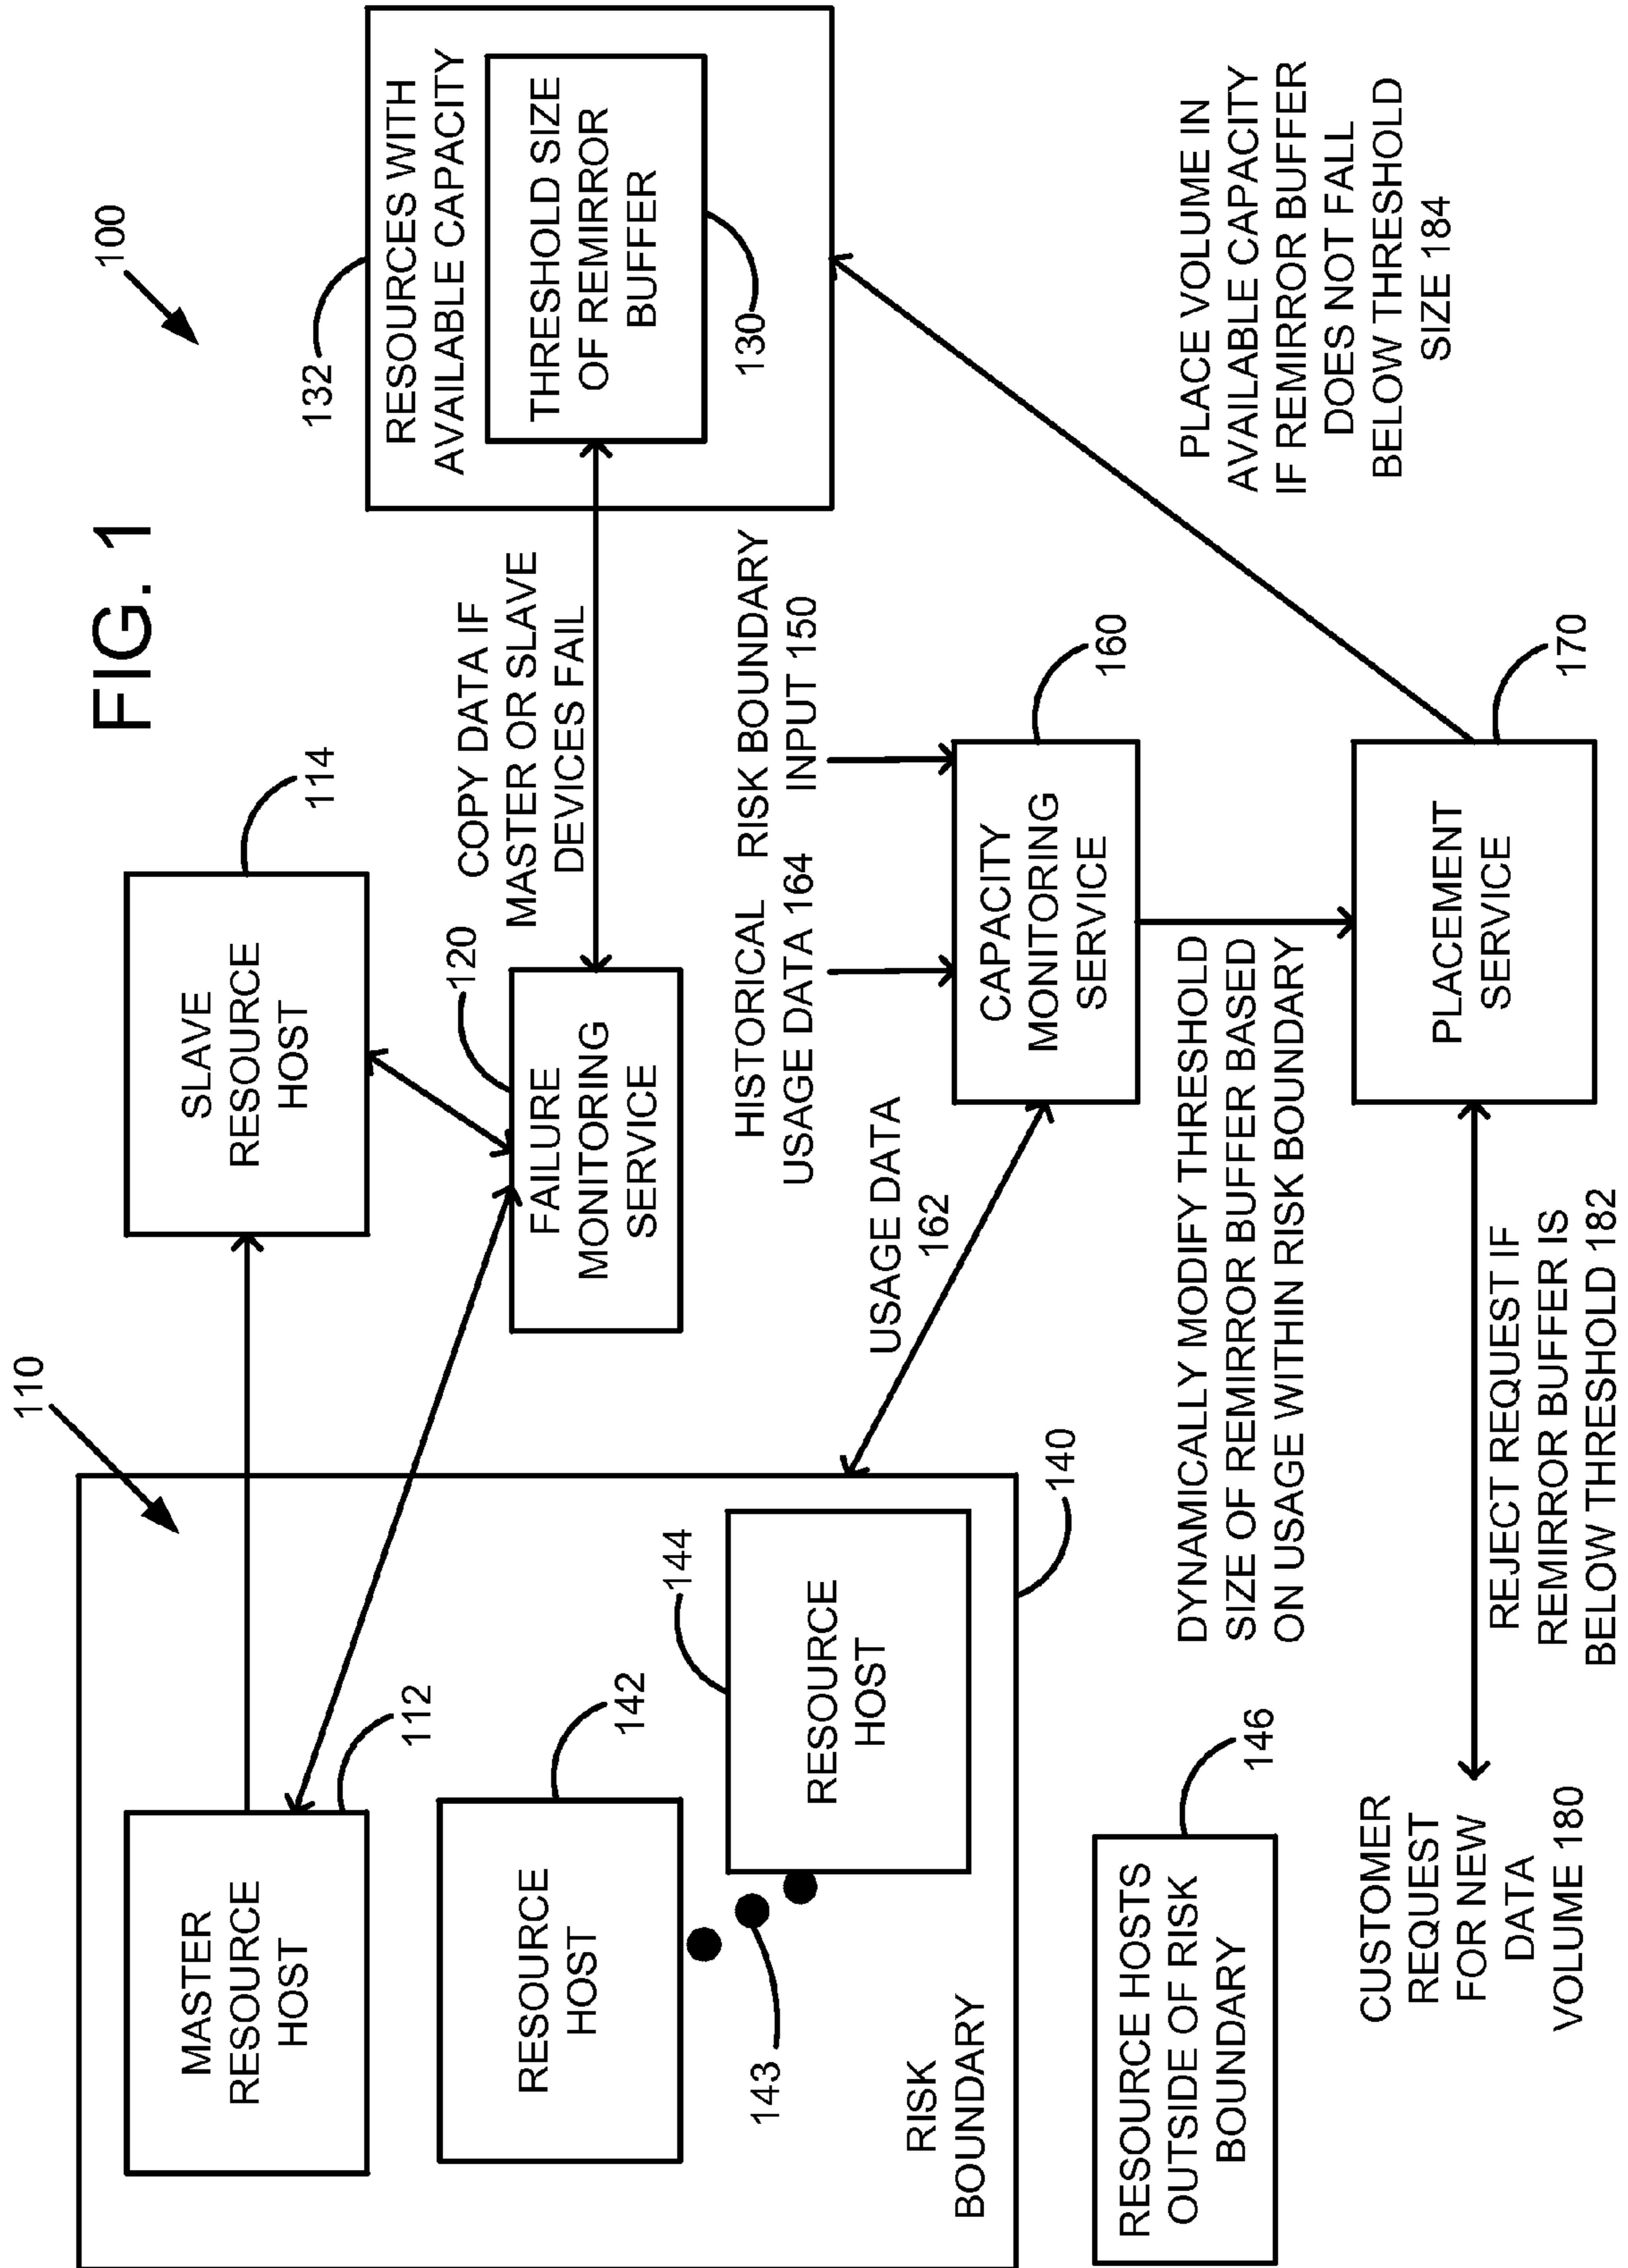 FIG. 1
100
110
MASTER
RESOURCE
HOST
112
SLAVE
RESOURCE
HOST
114
132
RESOURCES WITH
AVAILABLE CAPACITY
THRESHOLD SIZE
OF REMIRROR
BUFFER
130
COPY DATA IF
MASTER OR SLAVE
DEVICES FAIL
120
FAILURE
MONITORING
SERVICE
RESOURCE
HOST
142
143
144
RESOURCE
HOST
RISK
BOUNDARY
140
USAGE DATA
162
HISTORICAL
USAGE DATA 164
RISK BOUNDARY
INPUT 150
CAPACITY
MONITORING
SERVICE
160
RESOURCE HOSTS
OUTSIDE OF RISK
BOUNDARY
146
DYNAMICALLY MODIFY THRESHOLD
SIZE OF REMIRROR BUFFER BASED
ON USAGE WITHIN RISK BOUNDARY
PLACEMENT
SERVICE
170
PLACE VOLUME IN
AVAILABLE CAPACITY
IF REMIRROR BUFFER
DOES NOT FALL
BELOW THRESHOLD
SIZE 184
CUSTOMER
REQUEST
FOR NEW
DATA
VOLUME 180
REJECT REQUEST IF
REMIRROR BUFFER IS
BELOW THRESHOLD 182